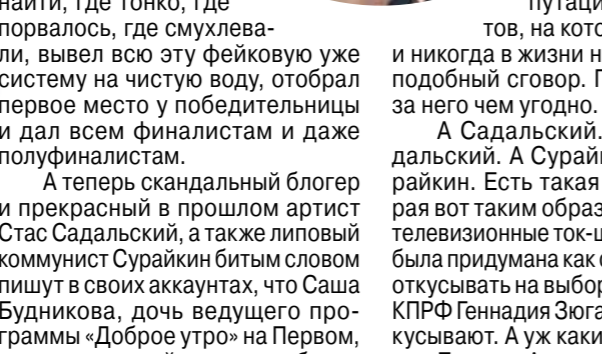 найти, где тонко, где
порвалось, где смухлева-
ли, вывел всю эту фейковую уже
систему на чистую воду, отобрал
первое место у победительницы
и дал всем финалистам и даже
полуфиналистам.
А теперь скандальный блогер
и прекрасный в прошлом артист
Стас Садальский, а также липовый
коммунист Сурайкин битым словом
пишут в своих аккаунтах, что Саша
Будникова, дочь ведущего про-
граммы «Доброе утро» на Первом,
тов, на кото
и никогда в жизни н
подобный сговор. Г
за него чем угодно.
А Садальский.
дальский. А Сурайк
райкин. Есть такая
рая вот таким образ
телевизионные ток-ш
была придумана как с
откусывать на выбор
КПРФ Геннадия Зюга
кусывают. А уж каки